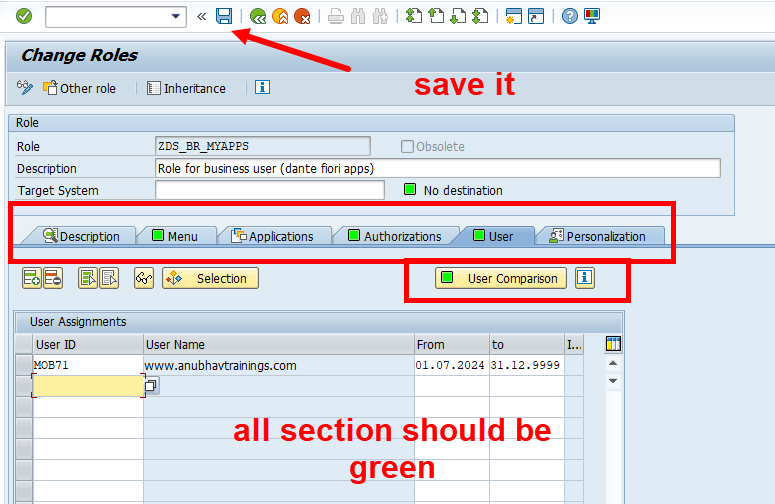 Change Roles
save it
Other role
Inheritance
Role
Role ZDS_BR_MYAPPS Obsolete
Description Role for business user (dante fiori apps)
Target System No destination
Description Menu Applications Authorizations User Personalization
Selection User Comparison
User Assignments
User ID User Name From to I...
MOB71 www.anubhavtrainings.com 01.07.2024 31.12.9999
all section should be
green